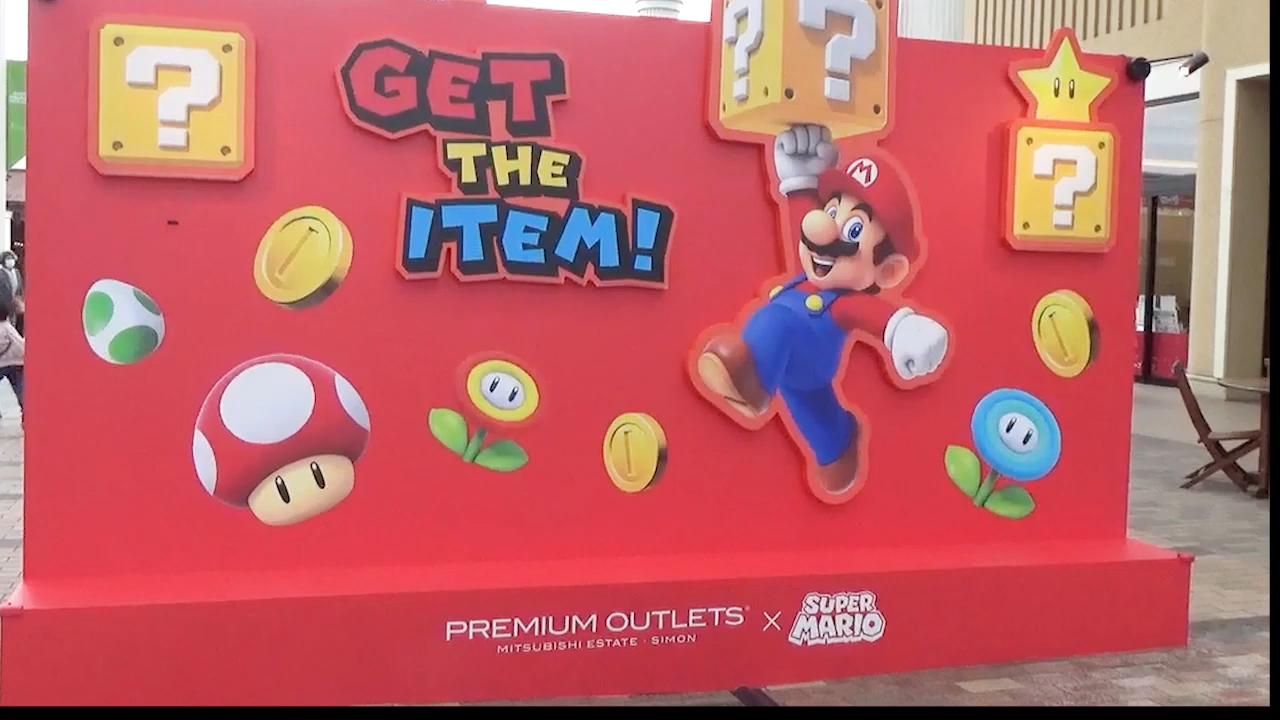 ?
GET
THE
ITEM!
? ?
M
?
PREMIUM OUTLETS® × SUPER MARIO
MITSUBISHI ESTATE · SIMON